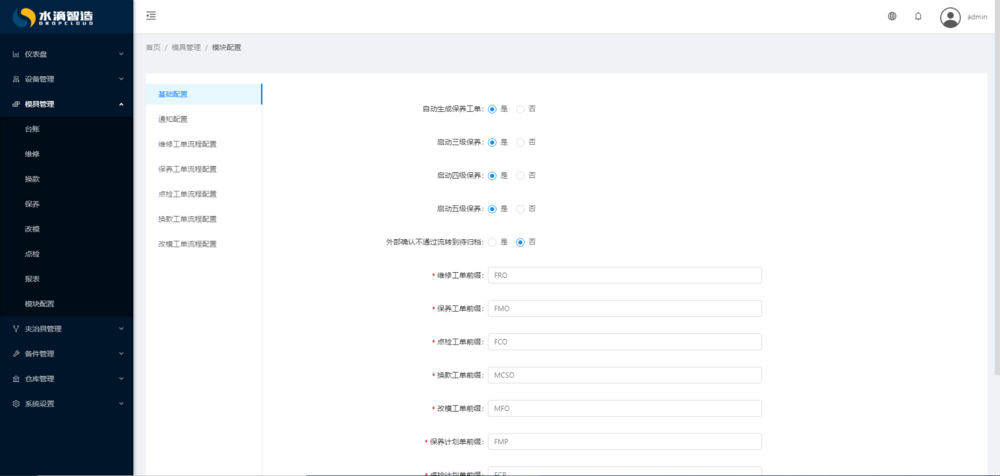 水滴智造
DROPCLOUD
admin
首页 / 模具管理 / 模块配置
仪表盘
设备管理
模具管理
台账
维修
换款
保养
改模
点检
报表
模块配置
夹治具管理
备件管理
仓库管理
系统设置
基础配置
通知配置
维修工单流程配置
保养工单流程配置
点检工单流程配置
换款工单流程配置
改模工单流程配置
自动生成保养工单: 是 否
启动三级保养: 是 否
启动四级保养: 是 否
启动五级保养: 是 否
外部确认不通过流转到待归档: 是 否
* 维修工单前缀: FRO
* 保养工单前缀: FMO
* 点检工单前缀: FCO
* 换款工单前缀: MCSO
* 改模工单前缀: MFO
* 保养计划单前缀: FMP
* 点检计划单前缀: FCP